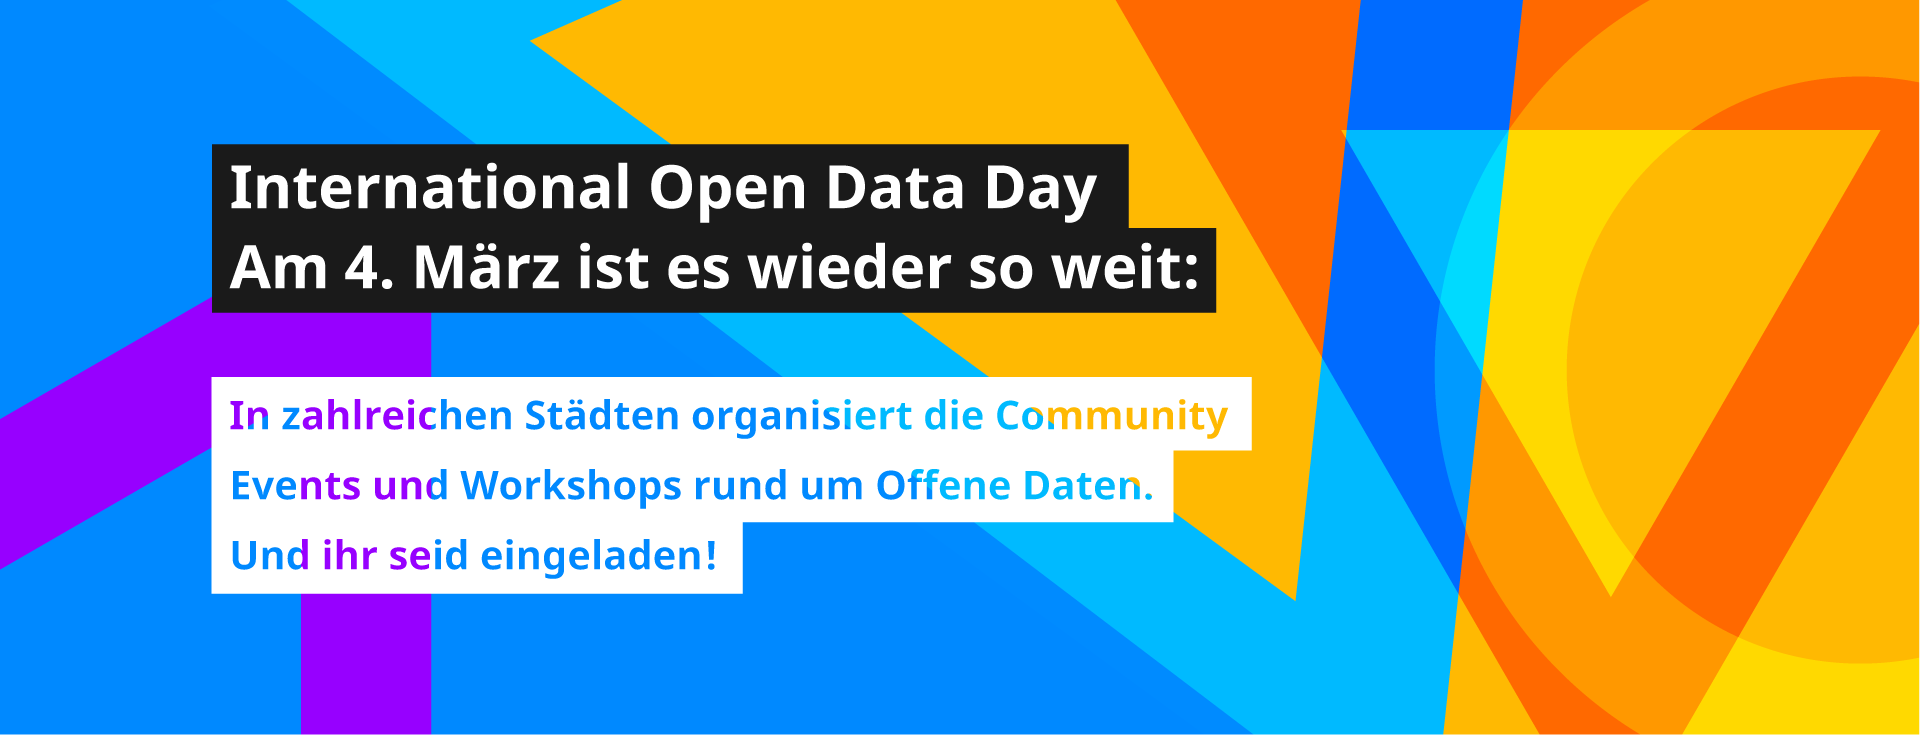 International Open Data Day
Am 4. März ist es wieder so weit:
In zahlreichen Städten organisiert die Community
Events und Workshops rund um Offene Daten.
Und ihr seid eingeladen!